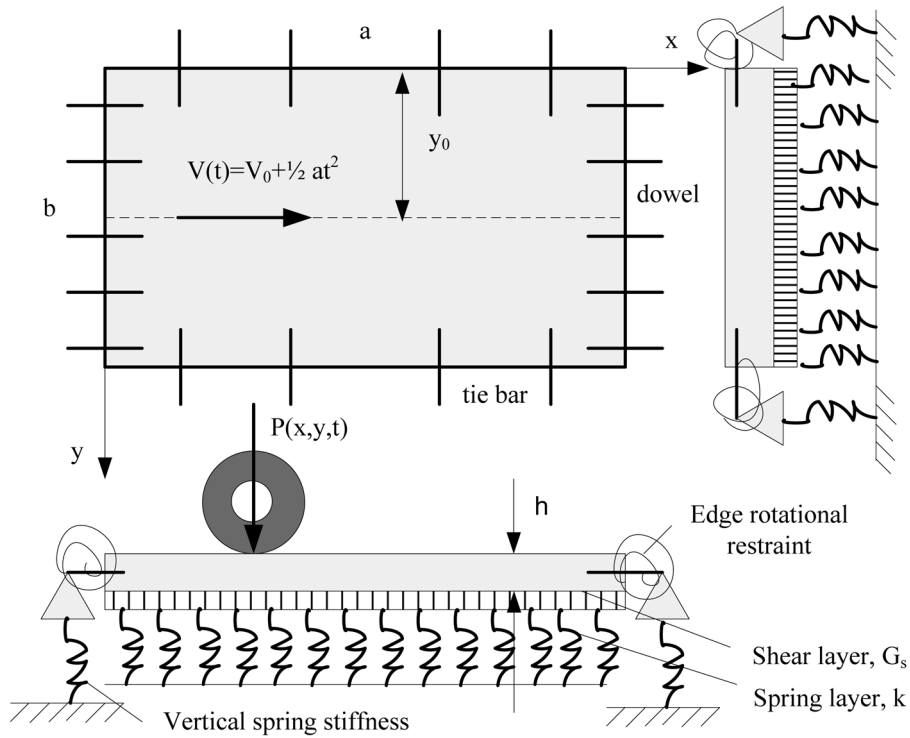 a
x
y₀
V(t)=V₀+½ at²
b
dowel
tie bar
y
P(x,y,t)
h
Edge rotational
restraint
Shear layer, Gₛ
Spring layer, k
Vertical spring stiffness